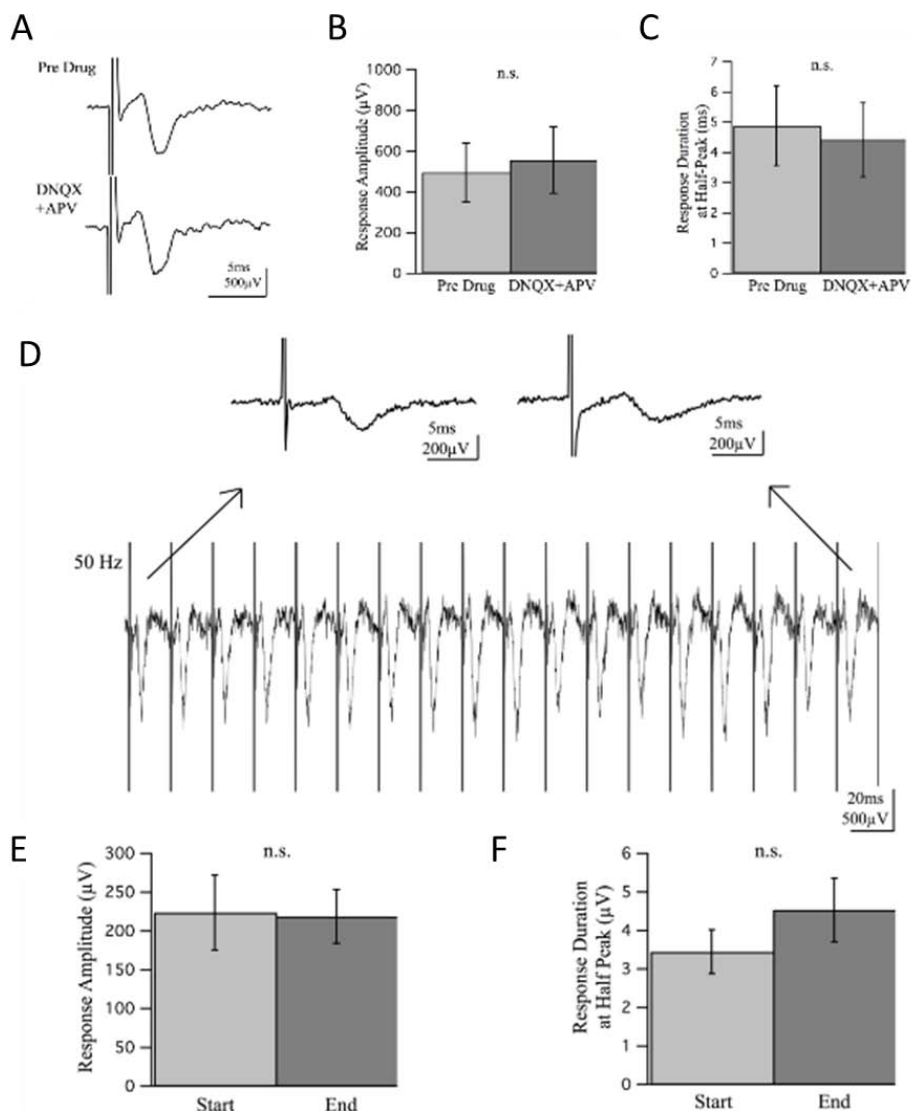 A
Pre Drug
DNQX
+APV
5ms
500µV
B
Response Amplitude (µV)
1000
800
600
400
200
0
n.s.
Pre Drug DNQX+APV
C
Response Duration
at Half-Peak (ms)
7
6
5
4
3
2
1
0
n.s.
Pre Drug DNQX+APV
D
5ms
200µV
5ms
200µV
50 Hz
20ms
500µV
E
Response Amplitude (µV)
300
250
200
150
100
50
0
n.s.
Start End
F
Response Duration
at Half Peak (µV)
6
5
4
3
2
1
0
n.s.
Start End